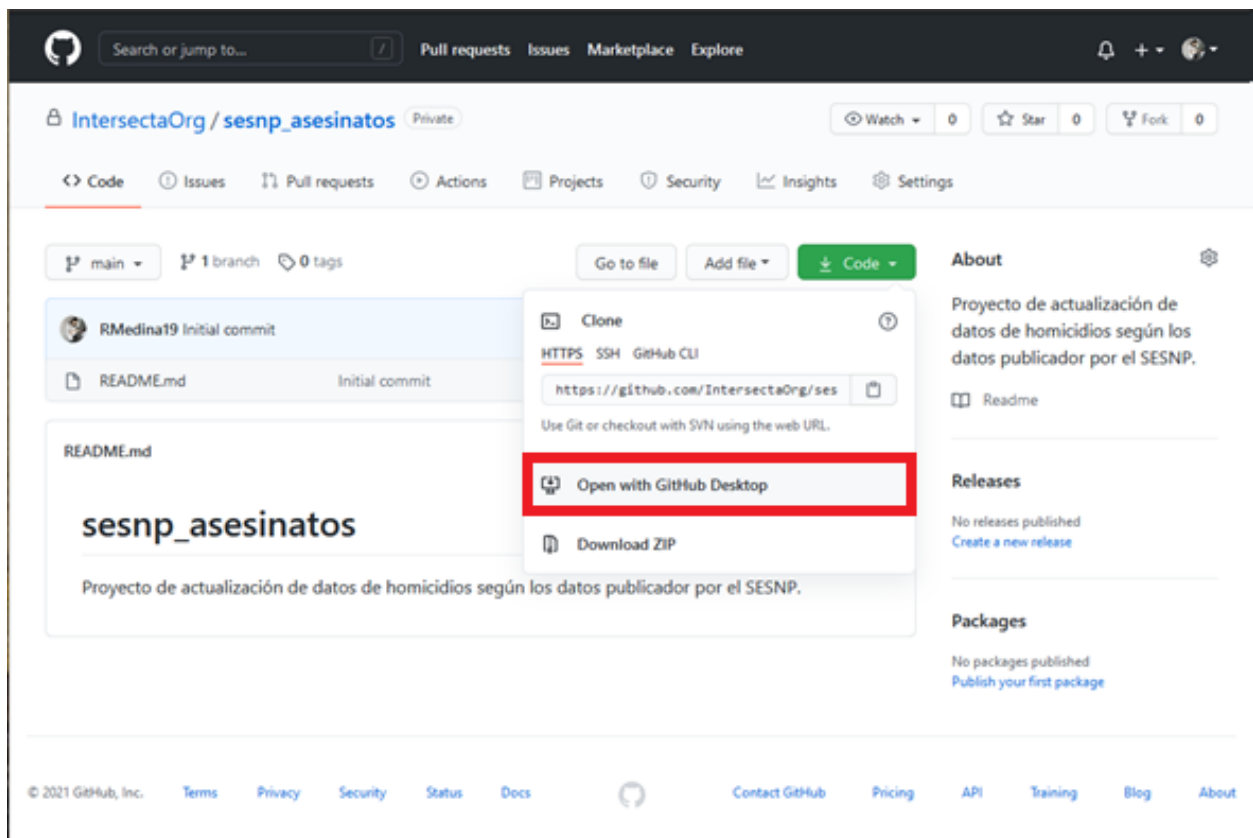 Search or jump to... /
Pull requests Issues Marketplace Explore
IntersectaOrg / sesnp_asesinatos Private
Watch 0 Star 0 Fork 0
<> Code Issues Pull requests Actions Projects Security Insights Settings
main 1 branch 0 tags
Go to file Add file Code
RMedina19 Initial commit
README.md Initial commit
Clone
HTTPS SSH GitHub CLI
https://github.com/IntersectaOrg/ses
Use Git or checkout with SVN using the web URL.
Open with GitHub Desktop
Download ZIP
README.md
sesnp_asesinatos
Proyecto de actualización de datos de homicidios según los datos publicador por el SESNP.
About
Proyecto de actualización de
datos de homicidios según los
datos publicador por el SESNP.
Readme
Releases
No releases published
Create a new release
Packages
No packages published
Publish your first package
© 2021 GitHub, Inc. Terms Privacy Security Status Docs Contact GitHub Pricing API Training Blog About